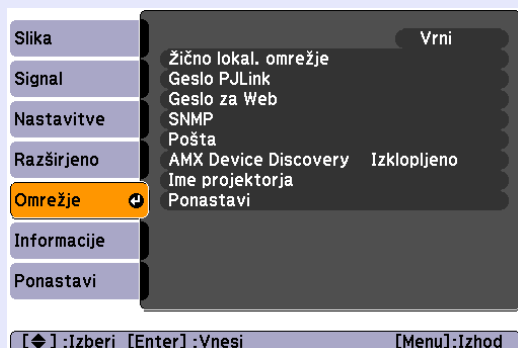 Slika
Signal
Nastavitve
Razširjeno
Omrežje
Informacije
Ponastavi
Vrni
Žično lokal. omrežje
Geslo PJLink
Geslo za Web
SNMP
Pošta
AMX Device Discovery Izklopljeno
Ime projektorja
Ponastavi
[◆] :Izberi [Enter] :Vnesi [Menu]:Izhod